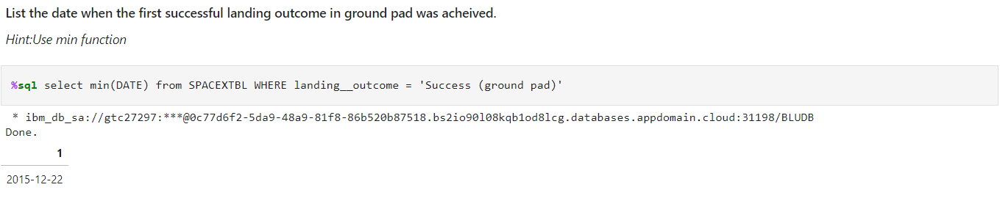 List the date when the first successful landing outcome in ground pad was acheived.
Hint:Use min function
%sql select min(DATE) from SPACEXTBL WHERE landing__outcome = 'Success (ground pad)'
* ibm_db_sa://gtc27297:***@0c77d6f2-5da9-48a9-81f8-86b520b87518.bs2io90l08kqb1od8lcg.databases.appdomain.cloud:31198/BLUDB
Done.
1
2015-12-22